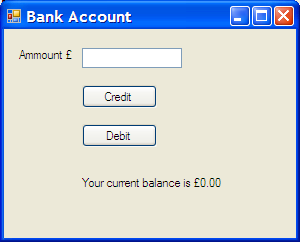 Bank Account
Ammount £
Credit
Debit
Your current balance is £0.00